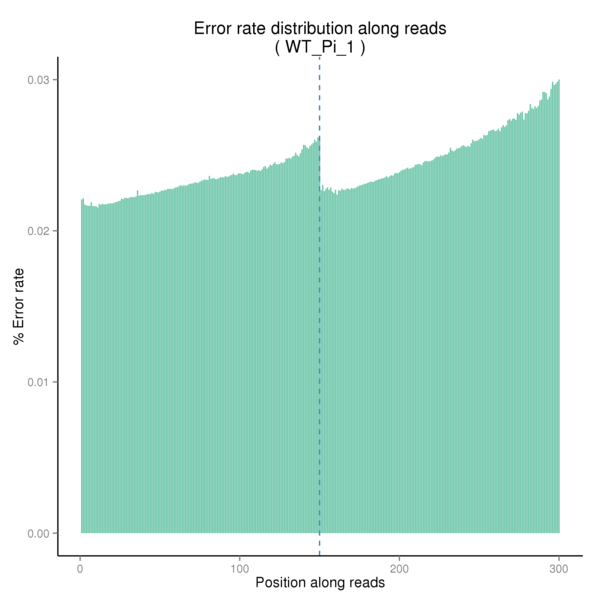 Error rate distribution along reads
( WT_Pi_1 )
0.03
0.02
0.01
0.00
% Error rate
0 100 200 300
Position along reads